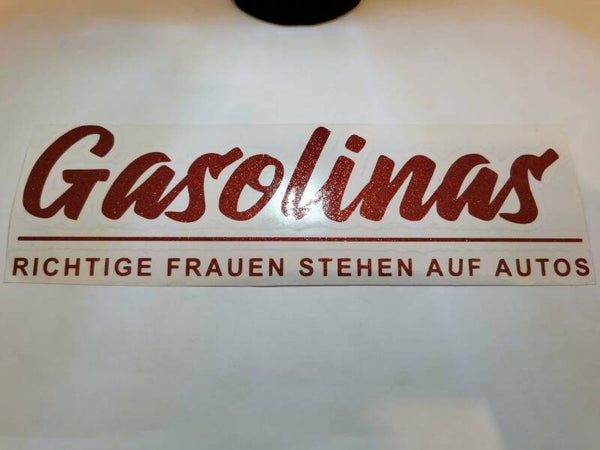 Gasolinas
RICHTIGE FRAUEN STEHEN AUF AUTOS